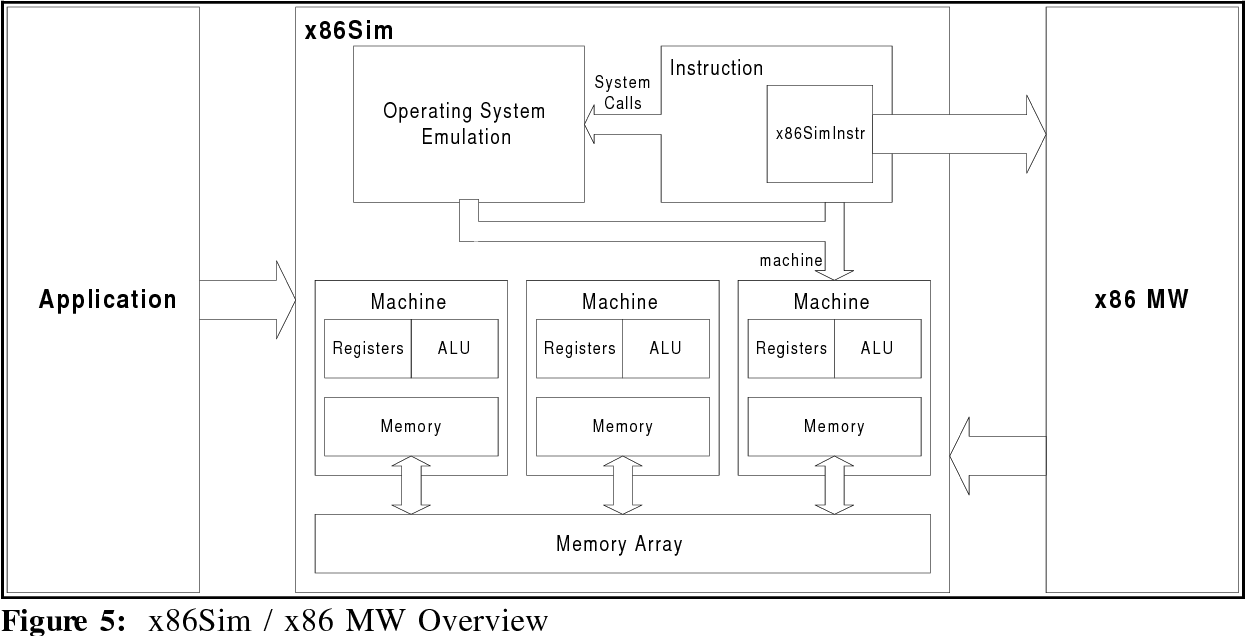 x86Sim
Operating System
Emulation
System
Calls
Instruction
x86SimInstr
machine
Application
Machine
Registers
ALU
Memory
Machine
Registers
ALU
Memory
Machine
Registers
ALU
Memory
Memory Array
x86 MW
Figure 5: x86Sim / x86 MW Overview